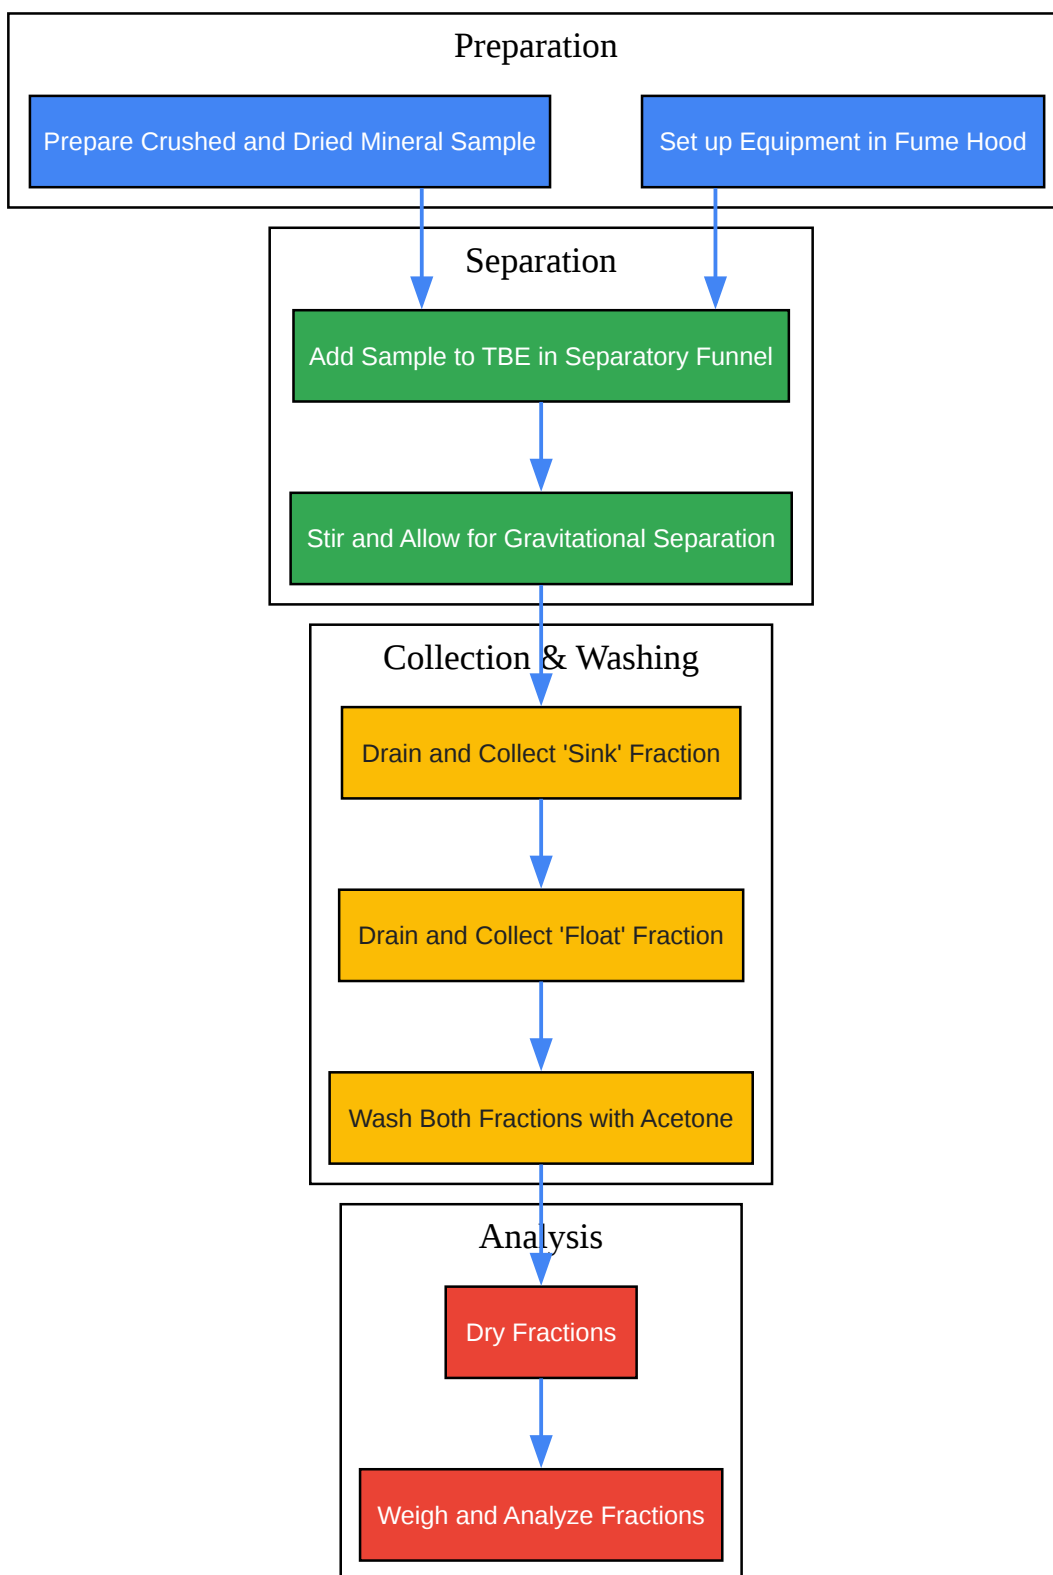 Preparation
Prepare Crushed and Dried Mineral Sample
Set up Equipment in Fume Hood
Separation
Add Sample to TBE in Separatory Funnel
Stir and Allow for Gravitational Separation
Collection & Washing
Drain and Collect 'Sink' Fraction
Drain and Collect 'Float' Fraction
Wash Both Fractions with Acetone
Analysis
Dry Fractions
Weigh and Analyze Fractions